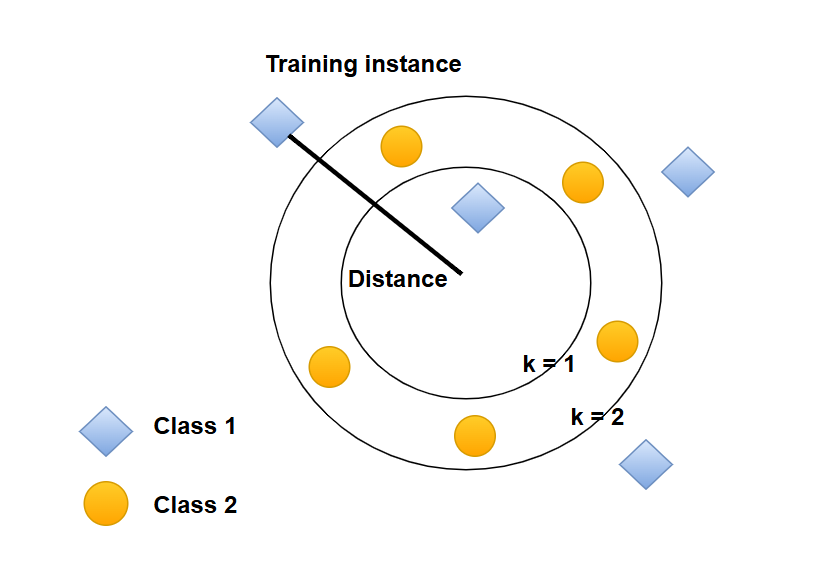 Training instance
Distance
k = 1
k = 2
Class 1
Class 2